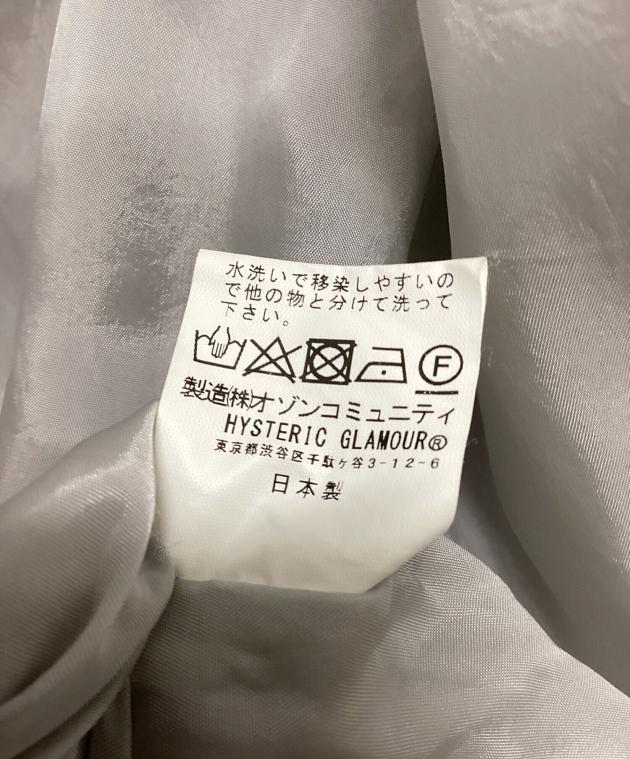 水洗いで移染しやすいの
で他の物と分けて洗って
下さい。
F
製造(株)オゾンコミュニティ
HYSTERIC GLAMOUR®
東京都渋谷区千駄ヶ谷3-12-6
日本製